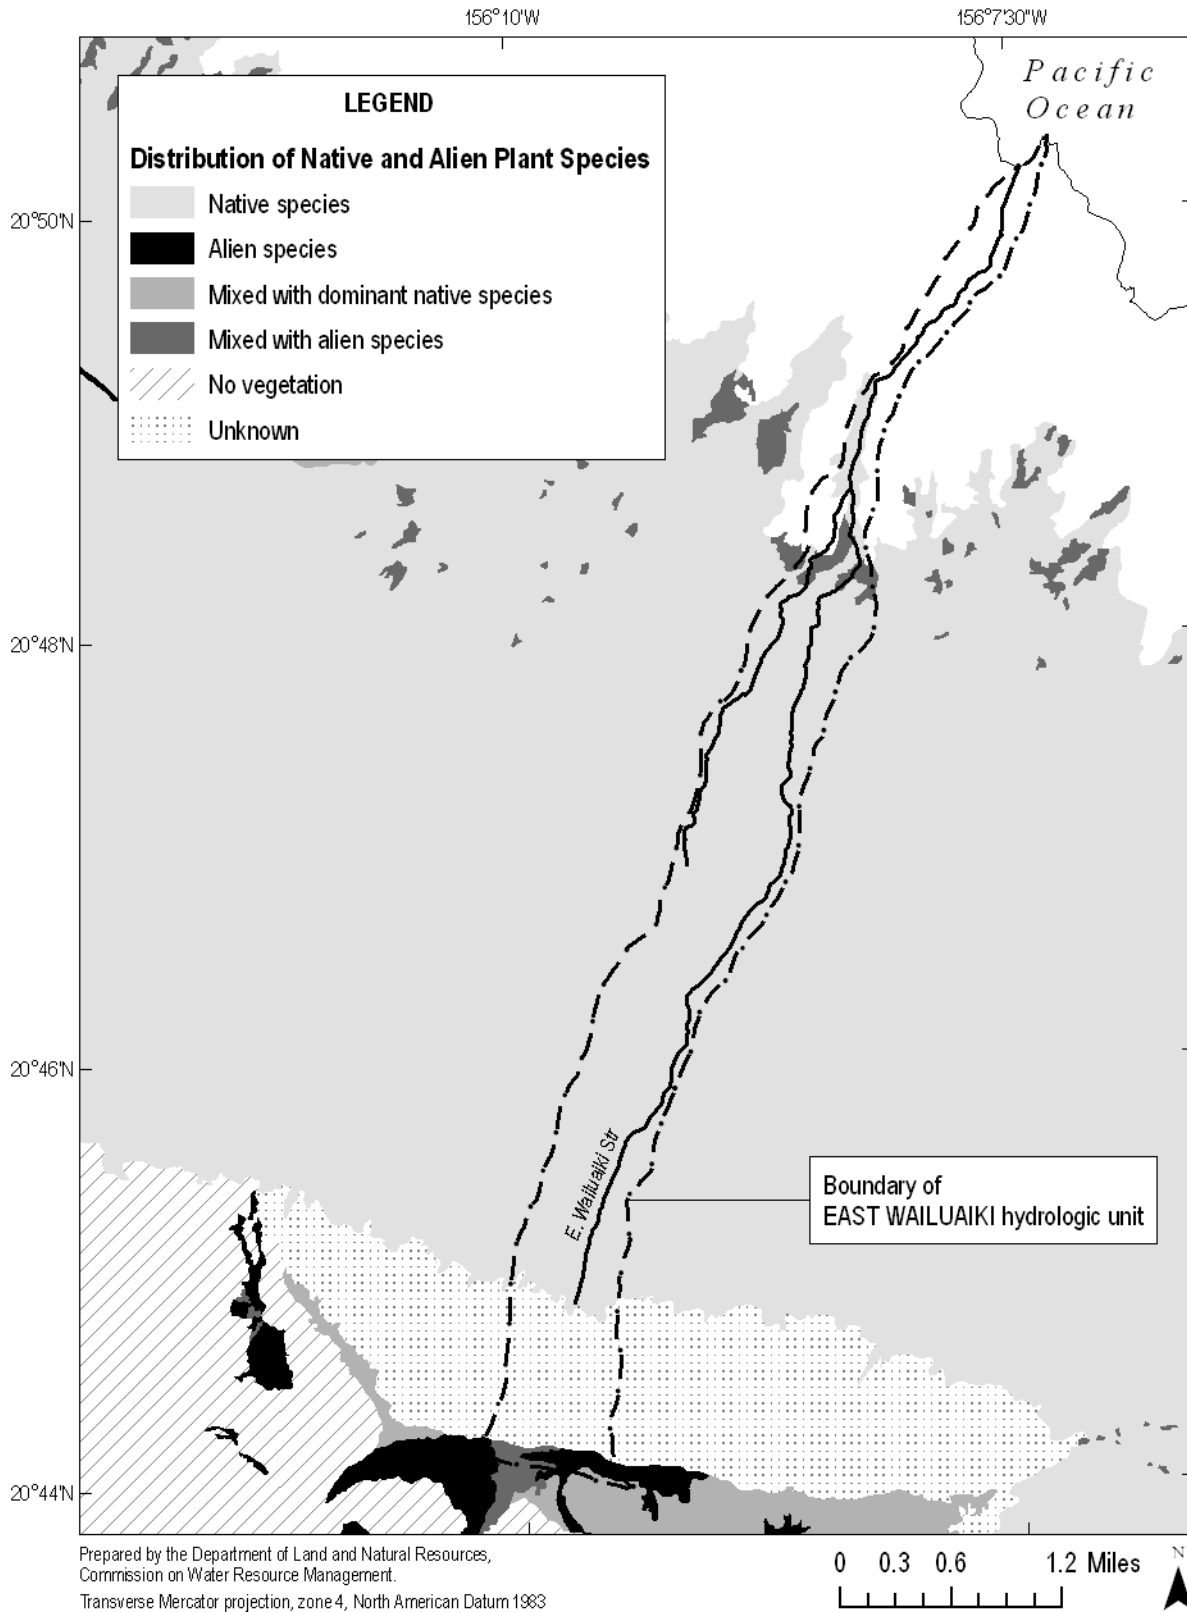 156°10'W
156°7'30"W
Pacific
Ocean
LEGEND
Distribution of Native and Alien Plant Species
Native species
Alien species
Mixed with dominant native species
Mixed with alien species
No vegetation
Unknown
20°50'N
20°48'N
20°46'N
20°44'N
E. Wailuaiki Str
Boundary of
EAST WAILUAIKI hydrologic unit
Prepared by the Department of Land and Natural Resources,
Commission on Water Resource Management.
Transverse Mercator projection, zone 4, North American Datum 1983
0 0.3 0.6 1.2 Miles
N